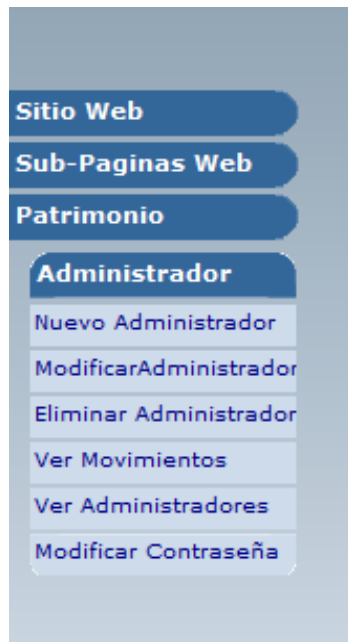 Sitio Web
Sub-Paginas Web
Patrimonio
Administrador
Nuevo Administrador
ModificarAdministrador
Eliminar Administrador
Ver Movimientos
Ver Administradores
Modificar Contraseña